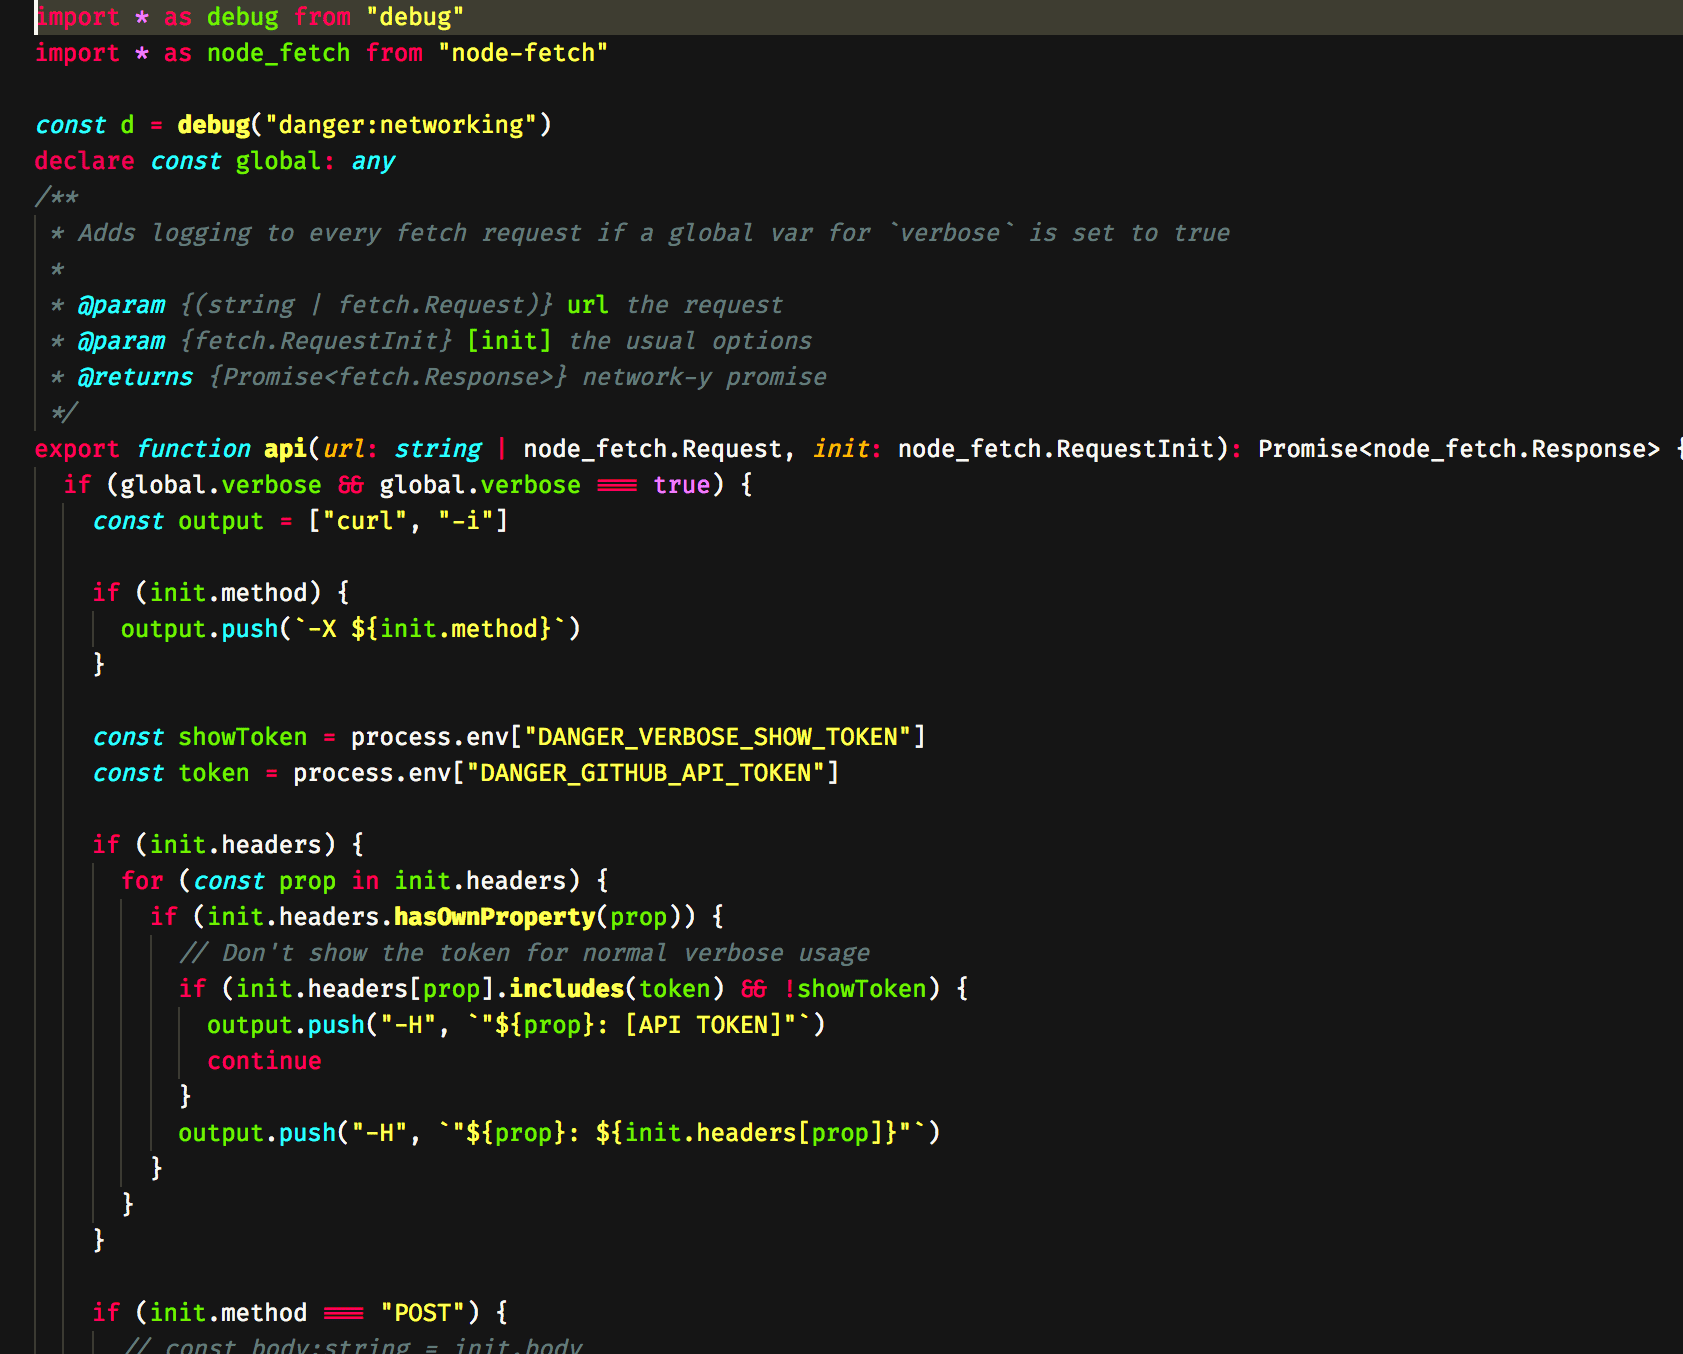 import * as debug from "debug"
import * as node_fetch from "node-fetch"

const d = debug("danger:networking")
declare const global: any
/**
 * Adds logging to every fetch request if a global var for `verbose` is set to true
 *
 * @param {(string | fetch.Request)} url the request
 * @param {fetch.RequestInit} [init] the usual options
 * @returns {Promise<fetch.Response>} network-y promise
 */
export function api(url: string | node_fetch.Request, init: node_fetch.RequestInit): Promise<node_fetch.Response> {
  if (global.verbose && global.verbose === true) {
    const output = ["curl", "-i"]

    if (init.method) {
      output.push(`-X ${init.method}`)
    }

    const showToken = process.env["DANGER_VERBOSE_SHOW_TOKEN"]
    const token = process.env["DANGER_GITHUB_API_TOKEN"]

    if (init.headers) {
      for (const prop in init.headers) {
        if (init.headers.hasOwnProperty(prop)) {
          // Don't show the token for normal verbose usage
          if (init.headers[prop].includes(token) && !showToken) {
            output.push("-H", `"${prop}: [API TOKEN]"`)
            continue
          }
          output.push("-H", `"${prop}: ${init.headers[prop]}"`)
        }
      }
    }

    if (init.method === "POST") {
      // const body:string = init.body